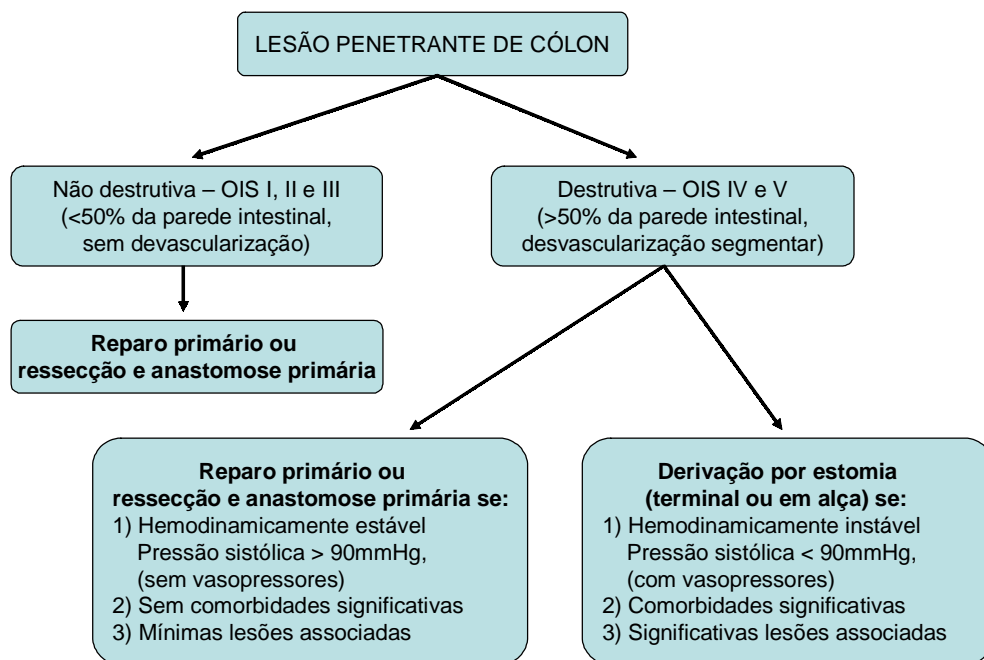 LESÃO PENETRANTE DE CÓLON
Não destrutiva – OIS I, II e III
(<50% da parede intestinal,
sem devascularização)
Destrutiva – OIS IV e V
(>50% da parede intestinal,
desvascularização segmentar)
Reparo primário ou
ressecção e anastomose primária
Reparo primário ou
ressecção e anastomose primária se:
1) Hemodinamicamente estável
Pressão sistólica > 90mmHg,
(sem vasopressores)
2) Sem comorbidades significativas
3) Mínimas lesões associadas
Derivação por estomia
(terminal ou em alça) se:
1) Hemodinamicamente instável
Pressão sistólica < 90mmHg,
(com vasopressores)
2) Comorbidades significativas
3) Significativas lesões associadas